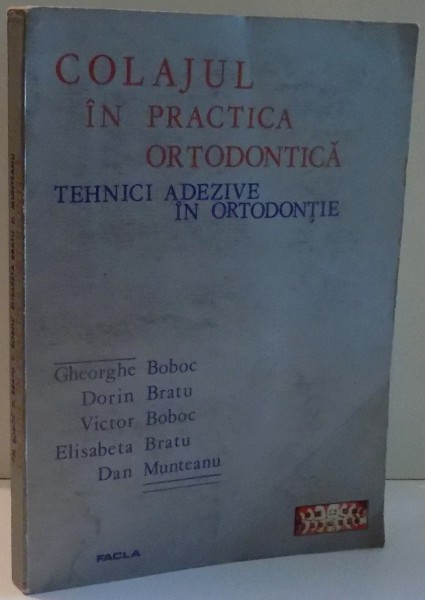 COLAJUL
ÎN PRACTICA
ORTODONTICĂ
TEHNICI ADEZIVE
ÎN ORTODONȚIE
Gheorghe Boboc
Dorin Bratu
Victor Boboc
Elisabeta Bratu
Dan Munteanu
FACLA